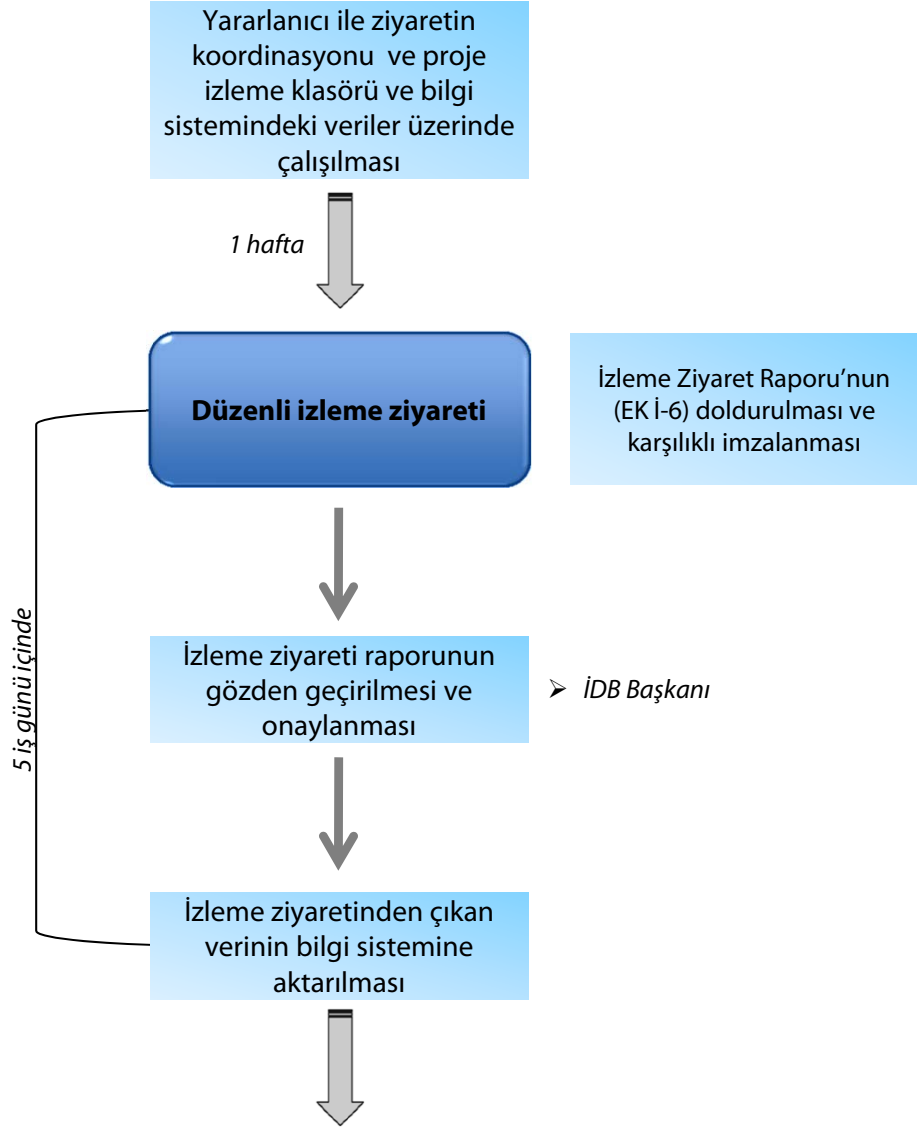 Yararlanıcı ile ziyaretin
koordinasyonu ve proje
izleme klasörü ve bilgi
sistemindeki veriler üzerinde
çalışılması
1 hafta
Düzenli izleme ziyareti
İzleme Ziyaret Raporu’nun
(EK İ-6) doldurulması ve
karşılıklı imzalanması
5 iş günü içinde
İzleme ziyareti raporunun
gözden geçirilmesi ve
onaylanması
➢ İDB Başkanı
İzleme ziyaretinden çıkan
verinin bilgi sistemine
aktarılması